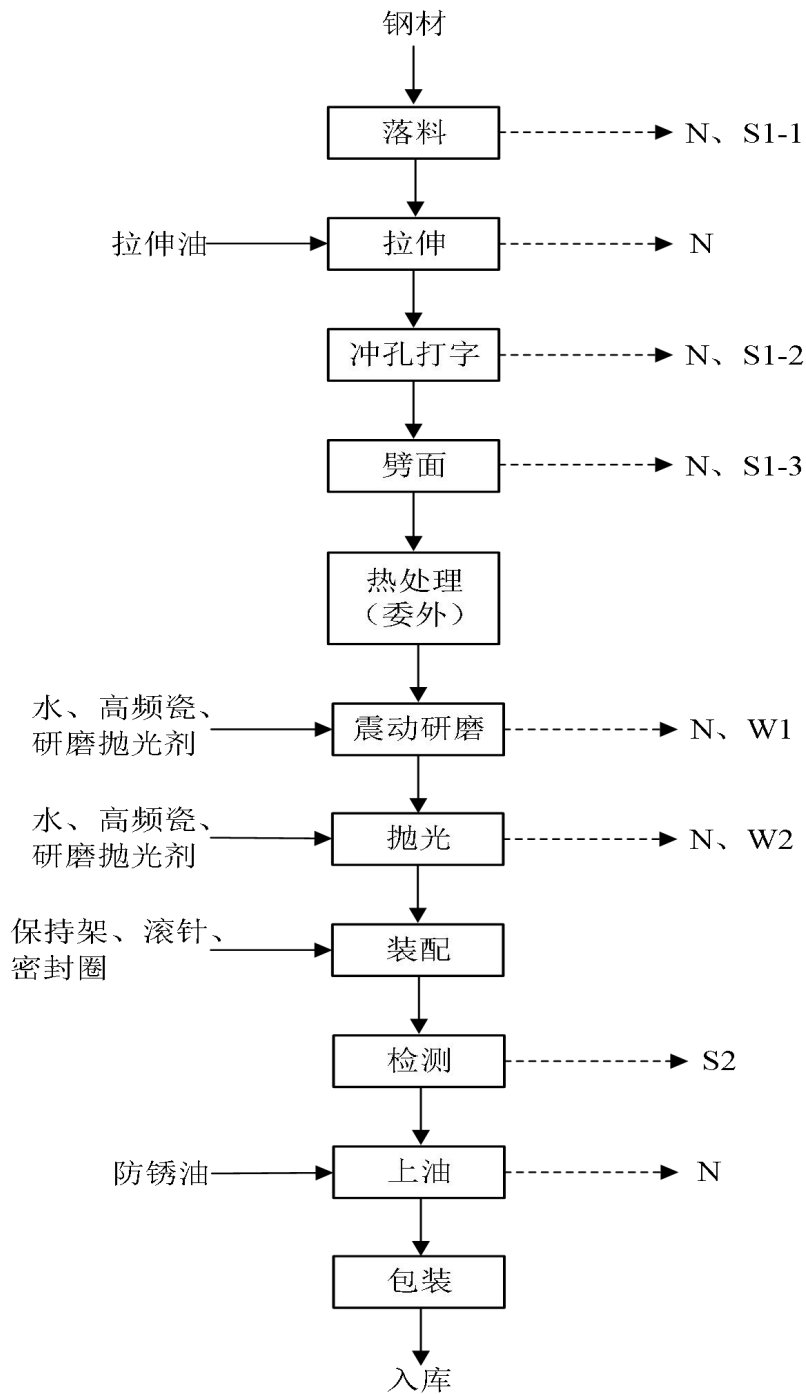 钢材
落料
N、S1-1
拉伸油
拉伸
N
冲孔打字
N、S1-2
劈面
N、S1-3
热处理
（委外）
水、高频瓷、
研磨抛光剂
震动研磨
N、W1
水、高频瓷、
研磨抛光剂
抛光
N、W2
保持架、滚针、
密封圈
装配
检测
S2
防锈油
上油
N
包装
入库